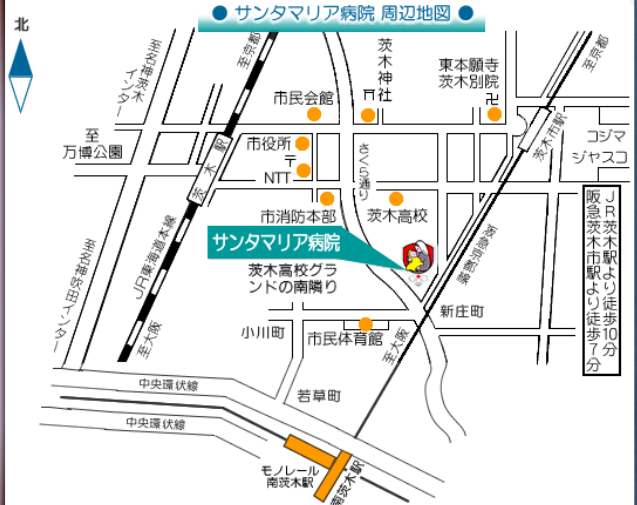 ● サンタマリア病院 周辺地図 ●
北
至京都
至京都
至名神茨木
インター
茨木神社
東本願寺
茨木別院
卍
市民会館
至
万博公園
市役所
〒
NTT
茨木駅
さくら通り
茨木市駅
コジマ
ジャスコ
市消防本部
茨木高校
サンタマリア病院
茨木高校グラ
ンドの南隣り
阪急京都線
JR茨木駅より徒歩10分
阪急茨木市駅より徒歩7分
JR東海道本線
至名神吹田インター
至大阪
小川町
市民体育館
新庄町
至大阪
中央環状線
若草町
中央環状線
モノレール
南茨木駅
南茨木駅